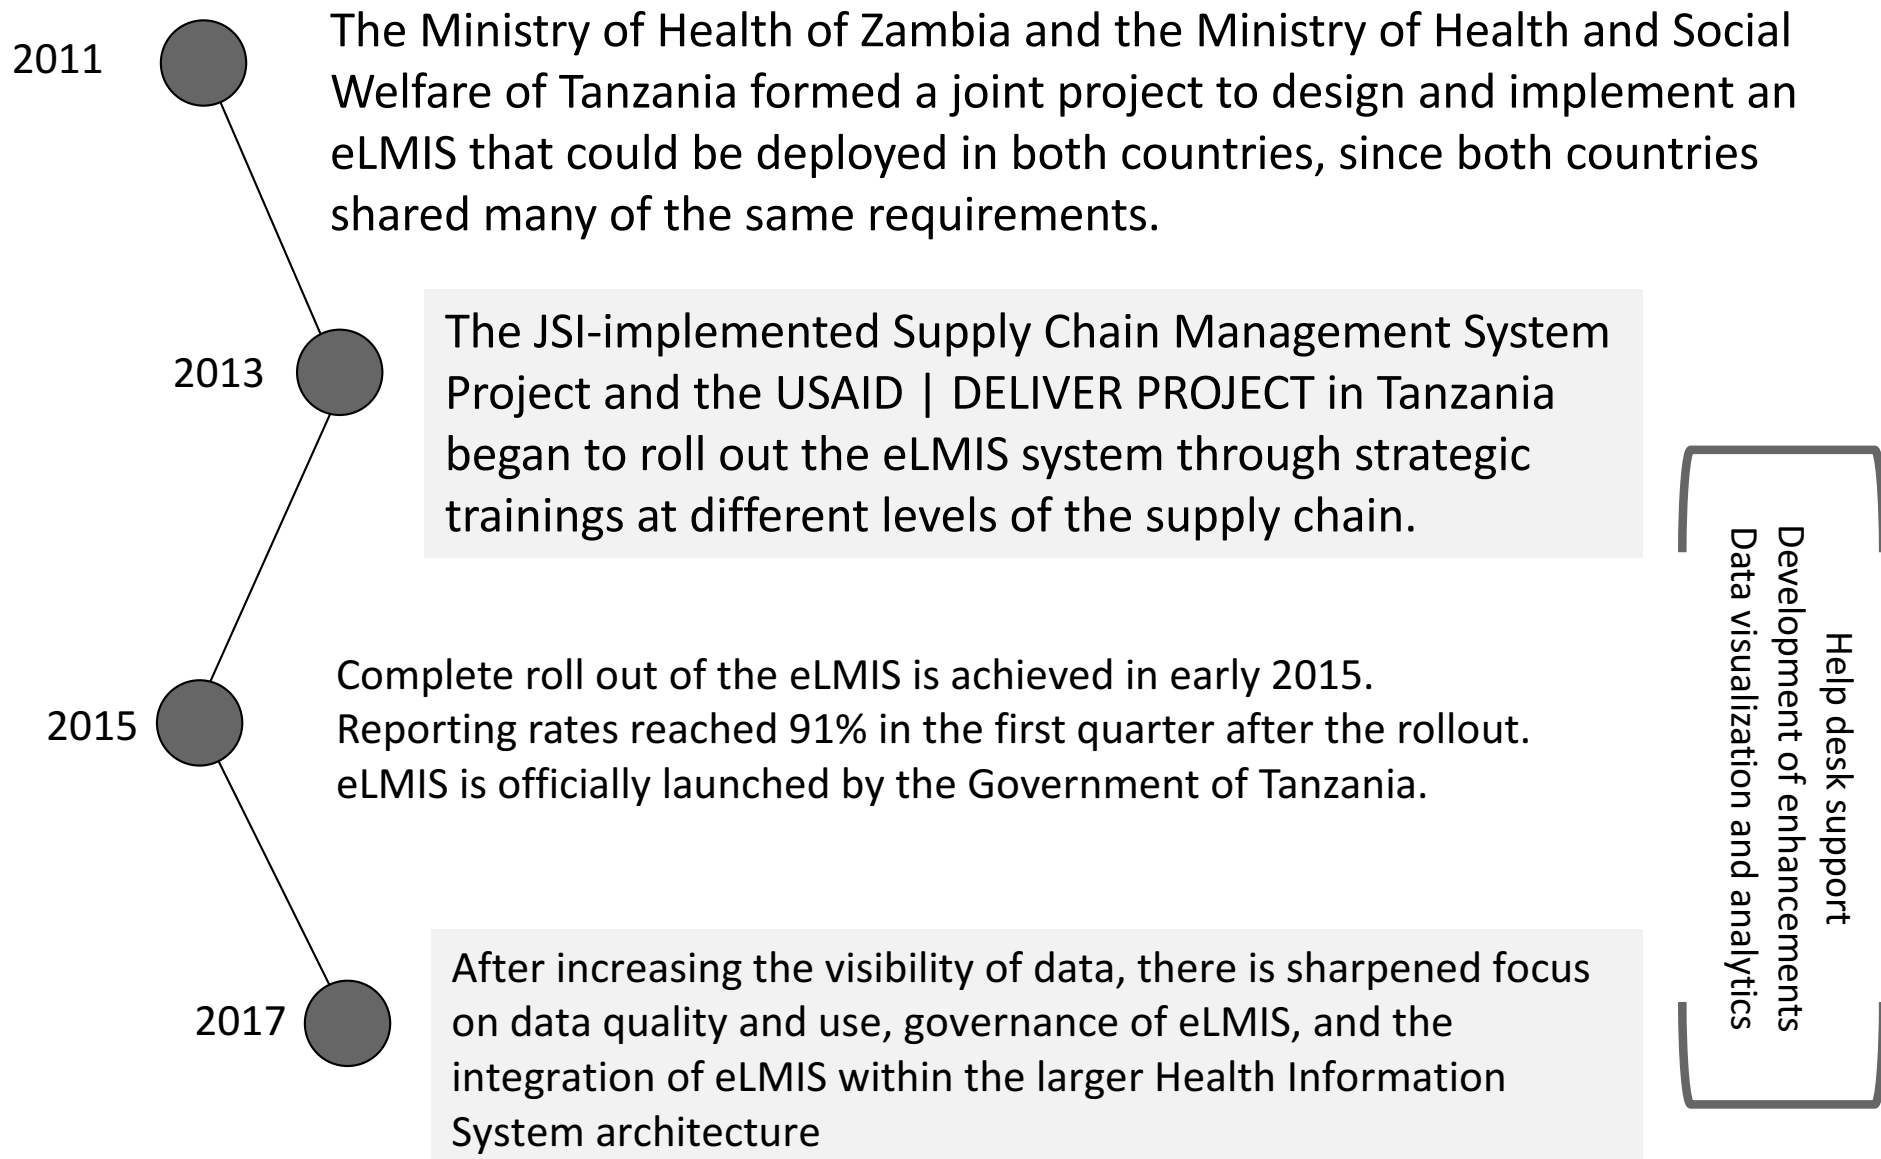 2011
The Ministry of Health of Zambia and the Ministry of Health and Social
Welfare of Tanzania formed a joint project to design and implement an
eLMIS that could be deployed in both countries, since both countries
shared many of the same requirements.
2013
The JSI-implemented Supply Chain Management System
Project and the USAID | DELIVER PROJECT in Tanzania
began to roll out the eLMIS system through strategic
trainings at different levels of the supply chain.
2015
Complete roll out of the eLMIS is achieved in early 2015.
Reporting rates reached 91% in the first quarter after the rollout.
eLMIS is officially launched by the Government of Tanzania.
2017
After increasing the visibility of data, there is sharpened focus
on data quality and use, governance of eLMIS, and the
integration of eLMIS within the larger Health Information
System architecture
Help desk support
Development of enhancements
Data visualization and analytics